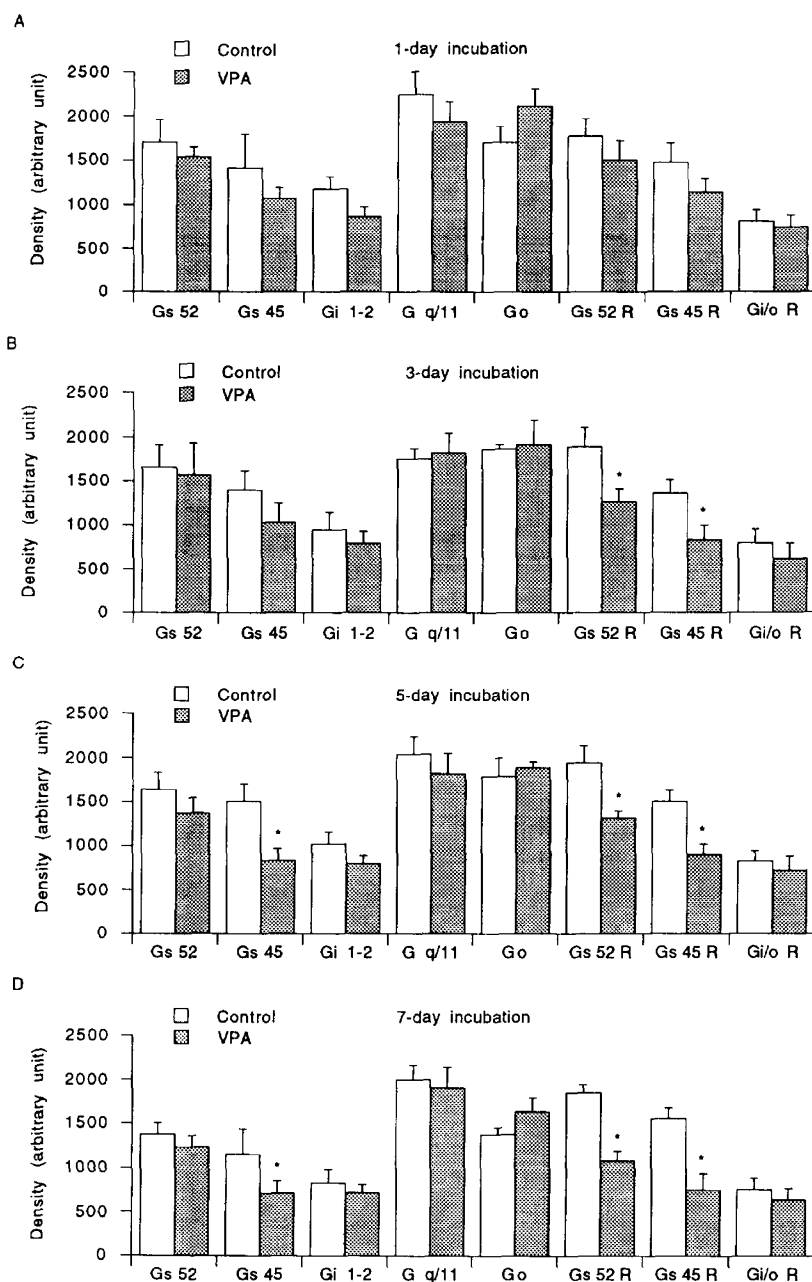 A
Control
1-day incubation
VPA
2500
2000
1500
1000
500
0
Density (arbitrary unit)
Gs 52 Gs 45 Gi 1-2 G q/11 Go Gs 52 R Gs 45 R Gi/o R
B
Control
3-day incubation
VPA
2500
2000
1500
1000
500
0
Density (arbitrary unit)
* *
Gs 52 Gs 45 Gi 1-2 G q/11 Go Gs 52 R Gs 45 R Gi/o R
C
Control
5-day incubation
VPA
2500
2000
1500
1000
500
0
Density (arbitrary unit)
* * *
Gs 52 Gs 45 Gi 1-2 G q/11 Go Gs 52 R Gs 45 R Gi/o R
D
Control
7-day incubation
VPA
2500
2000
1500
1000
500
0
Density (arbitrary unit)
* * *
Gs 52 Gs 45 Gi 1-2 G q/11 Go Gs 52 R Gs 45 R Gi/o R